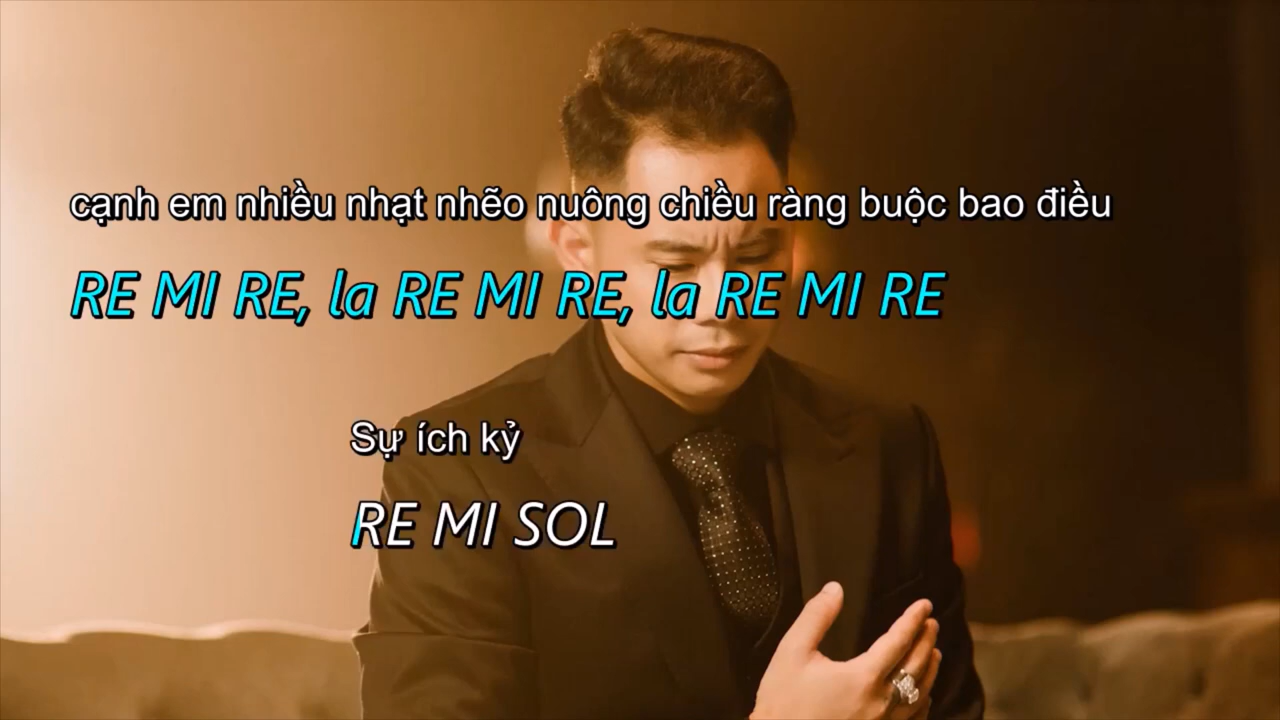 cạnh em nhiều nhạt nhẽo nuông chiều ràng buộc bao điều
RE MI RE, la RE MI RE, la RE MI RE
Sự ích kỷ
RE MI SOL